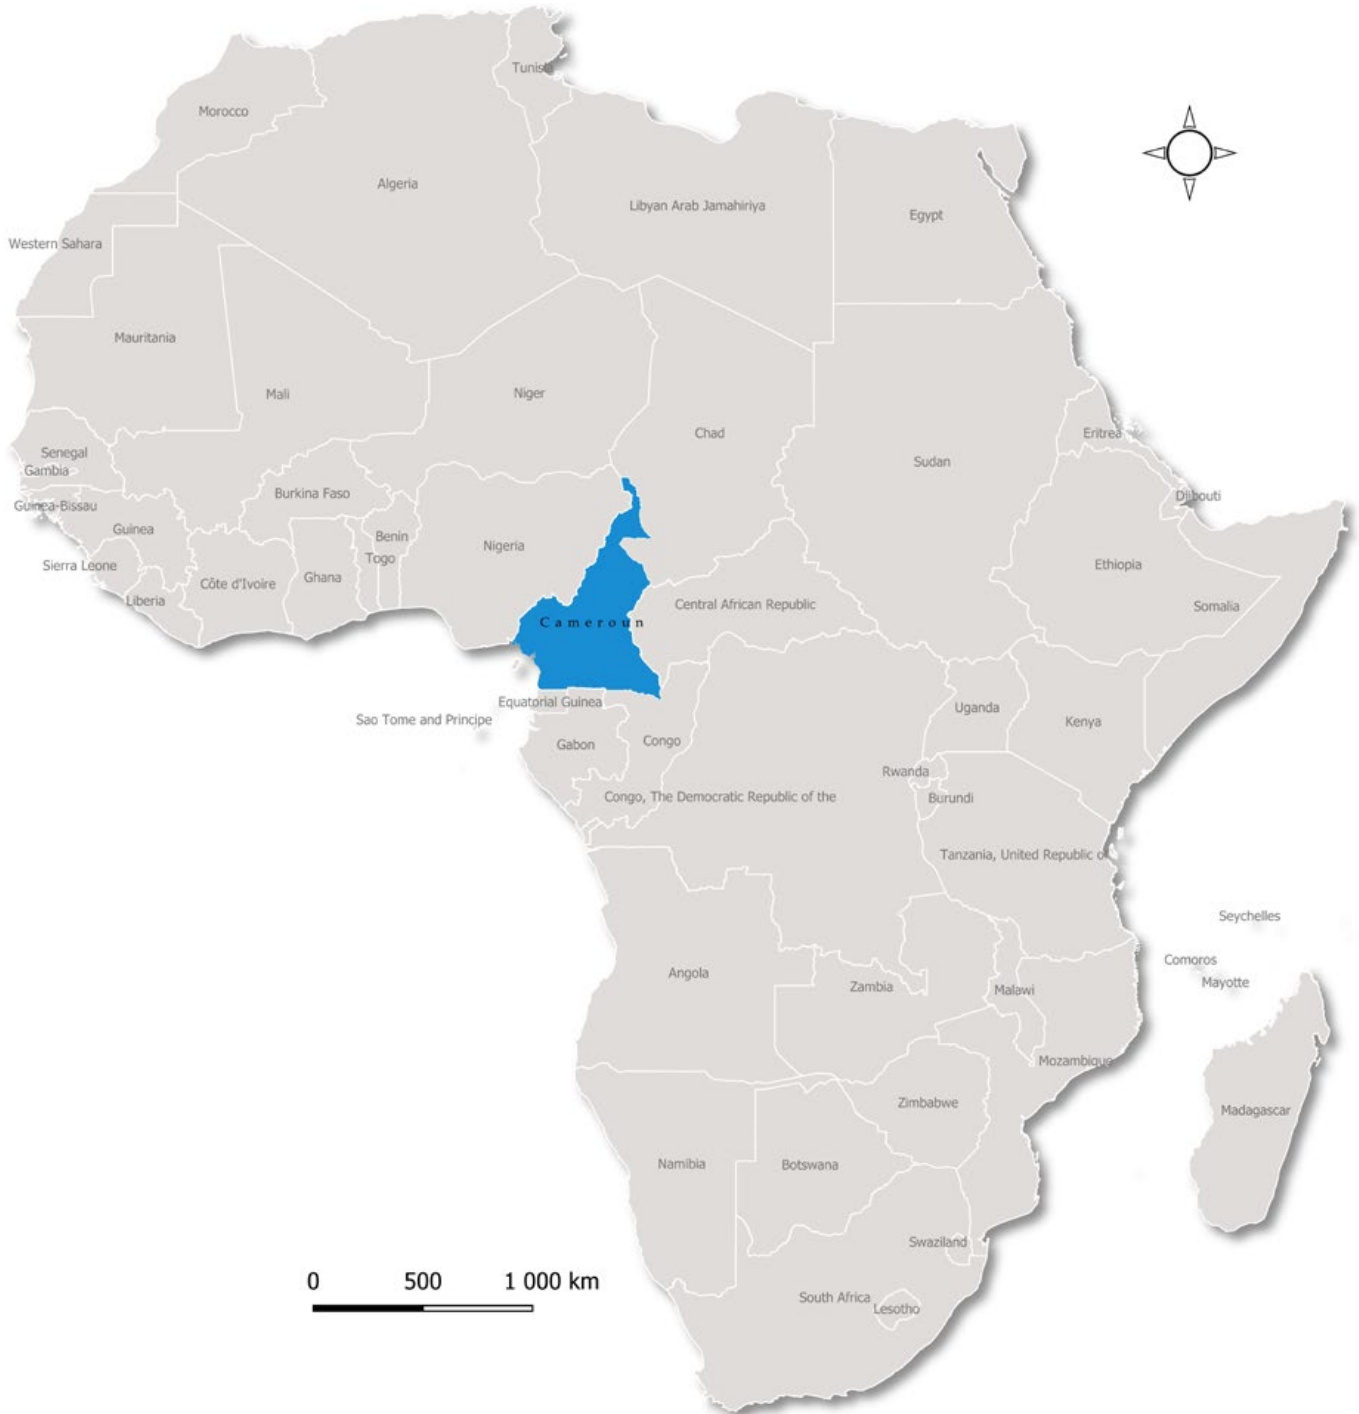 Tunisia
Morocco
Algeria
Libyan Arab Jamahiriya
Egypt
Western Sahara
Mauritania
Mali
Niger
Chad
Sudan
Eritrea
Senegal
Gambia
Guinea-Bissau
Guinea
Burkina Faso
Djibouti
Benin
Togo
Nigeria
Sierra Leone
Liberia
Côte d'Ivoire
Ghana
Ethiopia
Somalia
Central African Republic
Cameroun
Equatorial Guinea
Sao Tome and Principe
Gabon
Congo
Uganda
Kenya
Rwanda
Burundi
Congo, The Democratic Republic of the
Tanzania, United Republic of
Seychelles
Comoros
Mayotte
Angola
Zambia
Malawi
Mozambique
Zimbabwe
Madagascar
Namibia
Botswana
Swaziland
South Africa
Lesotho
0 500 1 000 km